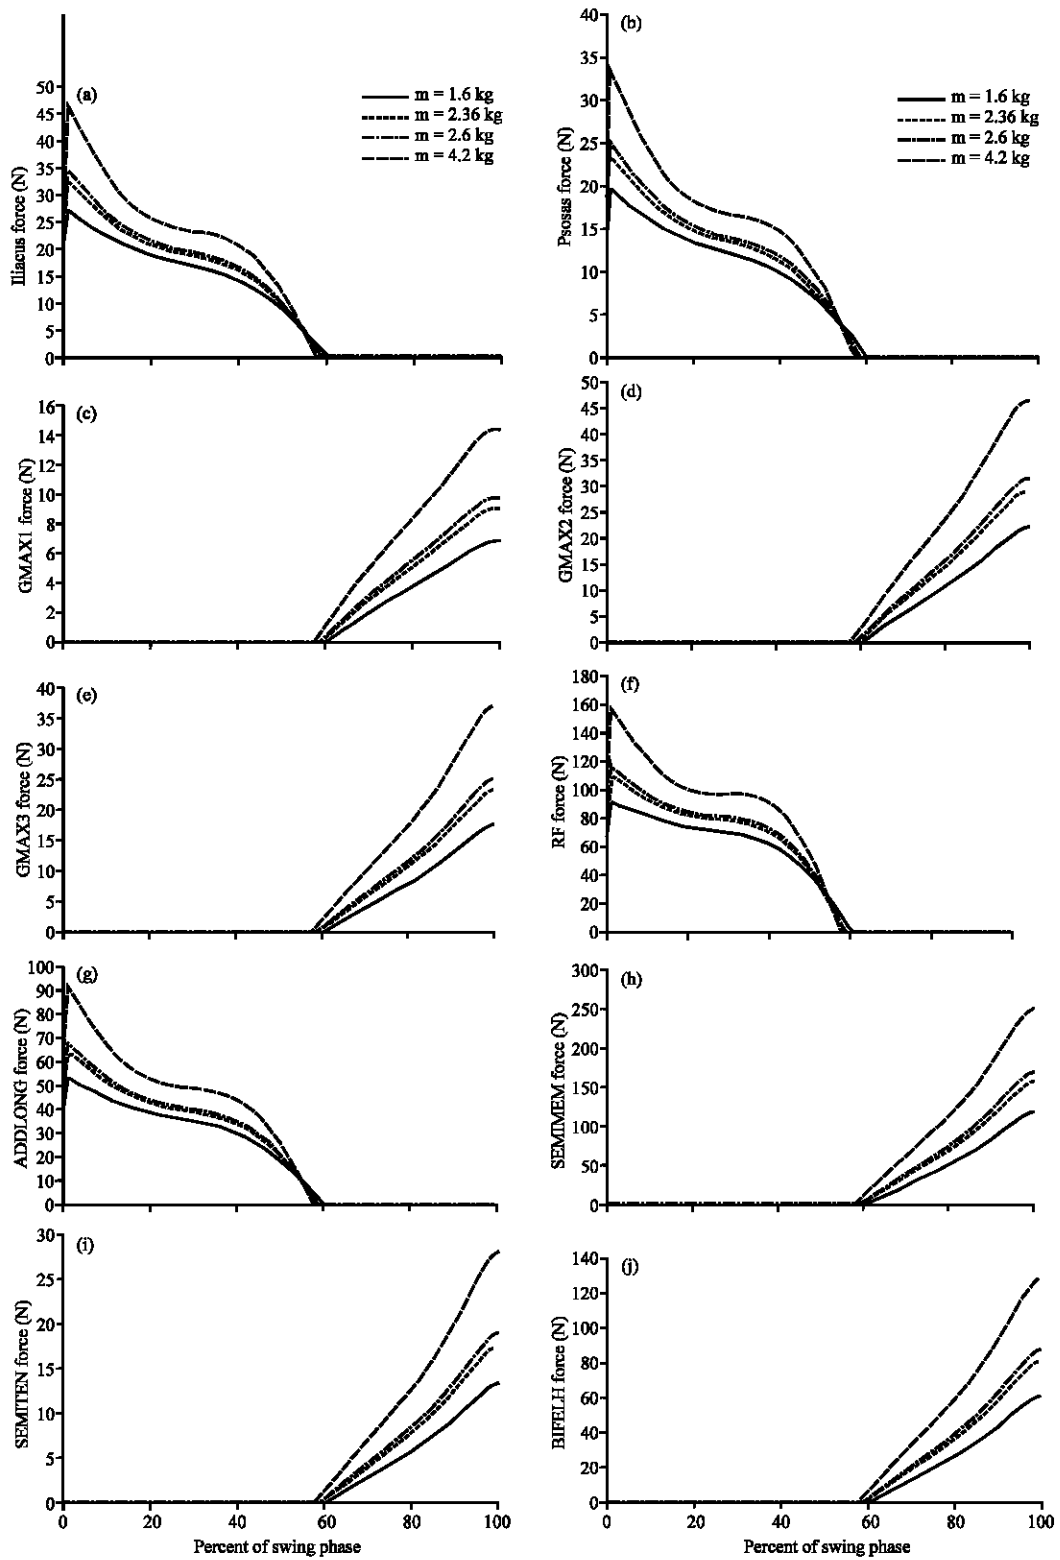 (a)
Iliacus force (N)
50
45
40
35
30
25
20
15
10
5
0
m = 1.6 kg
m = 2.36 kg
m = 2.6 kg
m = 4.2 kg
(b)
Psosas force (N)
40
35
30
25
20
15
10
5
0
m = 1.6 kg
m = 2.36 kg
m = 2.6 kg
m = 4.2 kg
(c)
GMAX1 force (N)
16
14
12
10
8
6
4
2
0
(d)
GMAX2 force (N)
50
45
40
35
30
25
20
15
10
5
0
(e)
GMAX3 force (N)
40
35
30
25
20
15
10
5
0
(f)
RF force (N)
180
160
140
120
100
80
60
40
20
0
(g)
ADDLONG force (N)
100
90
80
70
60
50
40
30
20
10
0
(h)
SEMIMEM force (N)
300
250
200
150
100
50
0
(i)
SEMITEN force (N)
30
25
20
15
10
5
0
0 20 40 60 80 100
Percent of swing phase
(j)
BIFELH force (N)
140
120
100
80
60
40
20
0
0 20 40 60 80 100
Percent of swing phase